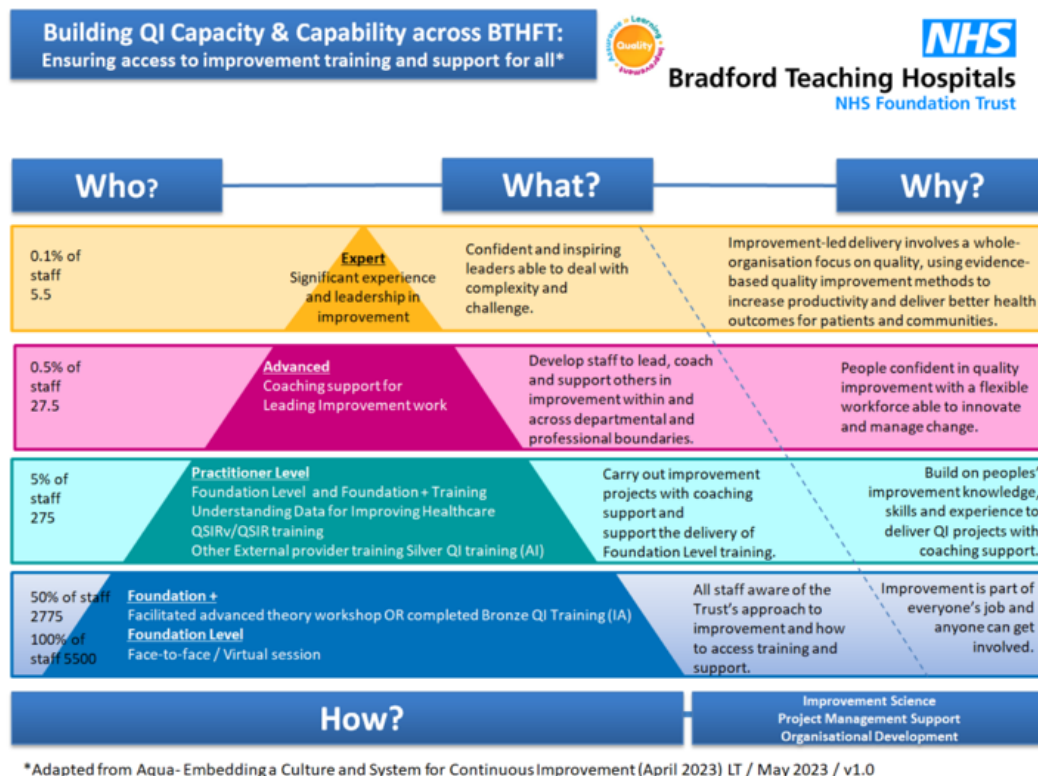 Building QI Capacity & Capability across BTHFT:
Ensuring access to improvement training and support for all*
Assurance Learning Improvement
Quality
NHS
Bradford Teaching Hospitals
NHS Foundation Trust
Who?
What?
Why?
0.1% of
staff
5.5
Expert
Significant experience
and leadership in
improvement
Confident and inspiring
leaders able to deal with
complexity and
challenge.
Improvement-led delivery involves a whole-
organisation focus on quality, using evidence-
based quality improvement methods to
increase productivity and deliver better health
outcomes for patients and communities.
0.5% of
staff
27.5
Advanced
Coaching support for
Leading Improvement work
Develop staff to lead, coach
and support others in
improvement within and
across departmental and
professional boundaries.
People confident in quality
improvement with a flexible
workforce able to innovate
and manage change.
5% of
staff
275
Practitioner Level
Foundation Level and Foundation + Training
Understanding Data for Improving Healthcare
QSIRv/QSIR training
Other External provider training Silver QI training (AI)
Carry out improvement
projects with coaching
support and
support the delivery of
Foundation Level training.
Build on peoples'
improvement knowledge,
skills and experience to
deliver QI projects with
coaching support.
50% of staff
2775
100% of
staff 5500
Foundation +
Facilitated advanced theory workshop OR completed Bronze QI Training (IA)
Foundation Level
Face-to-face / Virtual session
All staff aware of the
Trust's approach to
improvement and how
to access training and
support.
Improvement is part of
everyone's job and
anyone can get
involved.
How?
Improvement Science
Project Management Support
Organisational Development
*Adapted from Aqua- Embedding a Culture and System for Continuous Improvement (April 2023) LT / May 2023 / v1.0